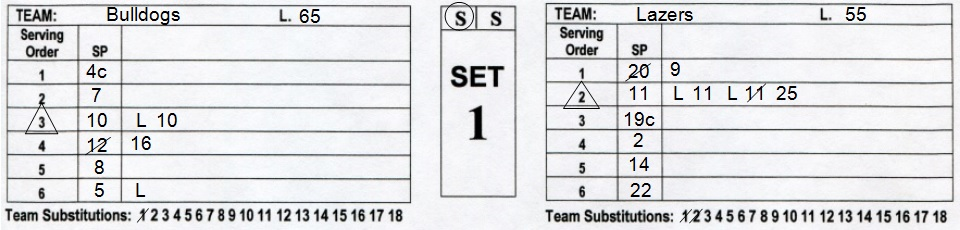 TEAM: Bulldogs L. 65
Serving Order SP
1 4c
2 7
3 10 L 10
4 12 16
5 8
6 5 L
Team Substitutions: 1 2 3 4 5 6 7 8 9 10 11 12 13 14 15 16 17 18
S S
SET
1
TEAM: Lazers L. 55
Serving Order SP
1 20 9
2 11 L 11 L 11 25
3 19c
4 2
5 14
6 22
Team Substitutions: 1 2 3 4 5 6 7 8 9 10 11 12 13 14 15 16 17 18